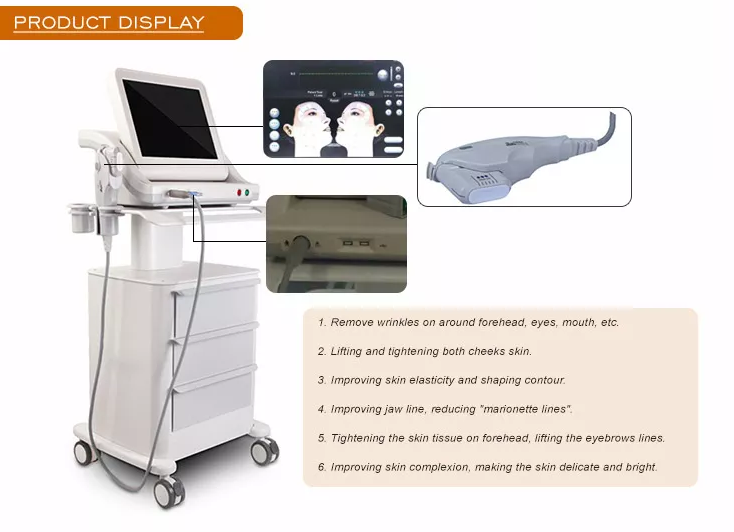 PRODUCT DISPLAY
1. Remove wrinkles on around forehead, eyes, mouth, etc.
2. Lifting and tightening both cheeks skin.
3. Improving skin elasticity and shaping contour.
4. Improving jaw line, reducing "marionette lines".
5. Tightening the skin tissue on forehead, lifting the eyebrows lines.
6. Improving skin complexion, making the skin delicate and bright.